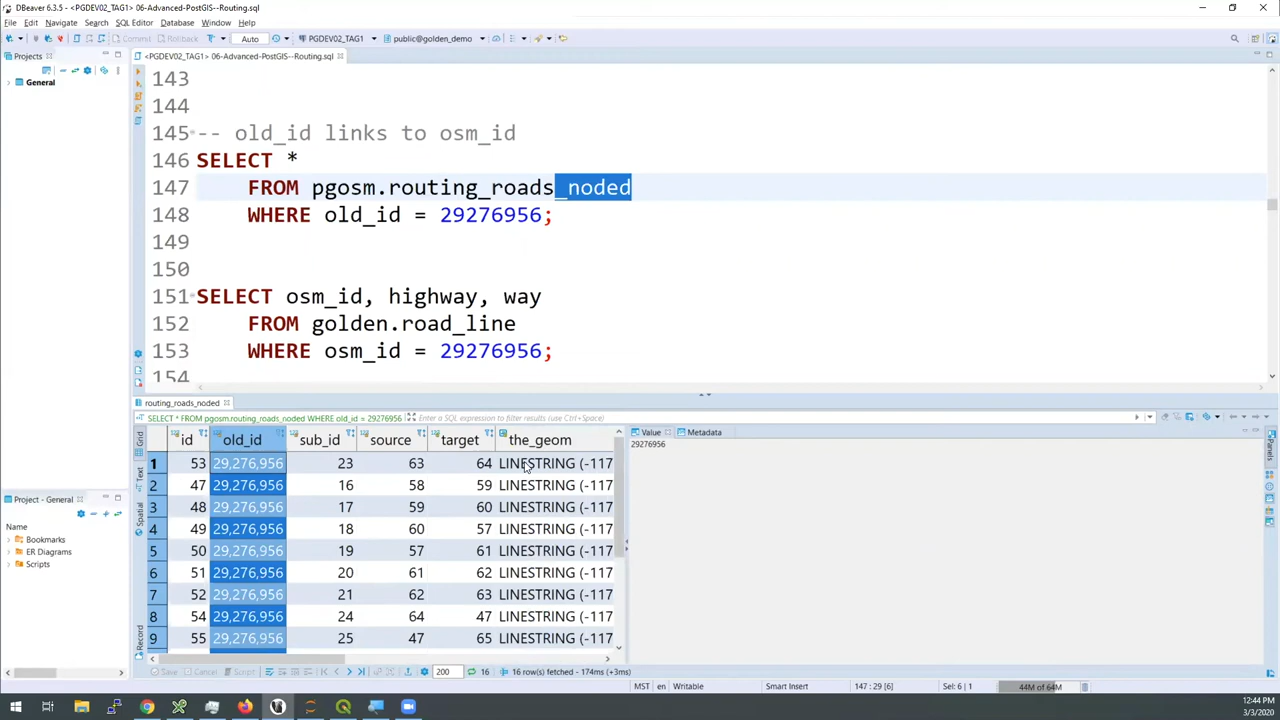 DBeaver 6.3.5 - <PGDEV02_TAG1> 06-Advanced-PostGIS--Routing.sql
File Edit Navigate Search SQL Editor Database Window Help
Commit Rollback Auto PGDEV02_TAG1 public@golden_demo
Projects <PGDEV02_TAG1> 06-Advanced-PostGIS--Routing.sql
General
143
144
145 -- old_id links to osm_id
146 SELECT *
147 FROM pgosm.routing_roads_noded
148 WHERE old_id = 29276956;
149
150
151 SELECT osm_id, highway, way
152 FROM golden.road_line
153 WHERE osm_id = 29276956;
154
routing_roads_noded
SELECT * FROM pgosm.routing_roads_noded WHERE old_id = 29276956 Enter a SQL expression to filter results (use Ctrl+Space)
id old_id sub_id source target the_geom
1 53 29,276,956 23 63 64 LINESTRING (-117
2 47 29,276,956 16 58 59 LINESTRING (-117
3 48 29,276,956 17 59 60 LINESTRING (-117
4 49 29,276,956 18 60 57 LINESTRING (-117
5 50 29,276,956 19 57 61 LINESTRING (-117
6 51 29,276,956 20 61 62 LINESTRING (-117
7 52 29,276,956 21 62 63 LINESTRING (-117
8 54 29,276,956 24 64 47 LINESTRING (-117
9 55 29,276,956 25 47 65 LINESTRING (-117
Grid
Text
Spatial
Record
Value Metadata
29276956
Panels
Project - General
Name
Bookmarks
ER Diagrams
Scripts
Save Cancel Script 200 16 16 row(s) fetched - 174ms (+3ms)
MST en Writable Smart Insert 147 : 29 [6] Sel: 6 | 1 44M of 64M
12:44 PM
3/3/2020